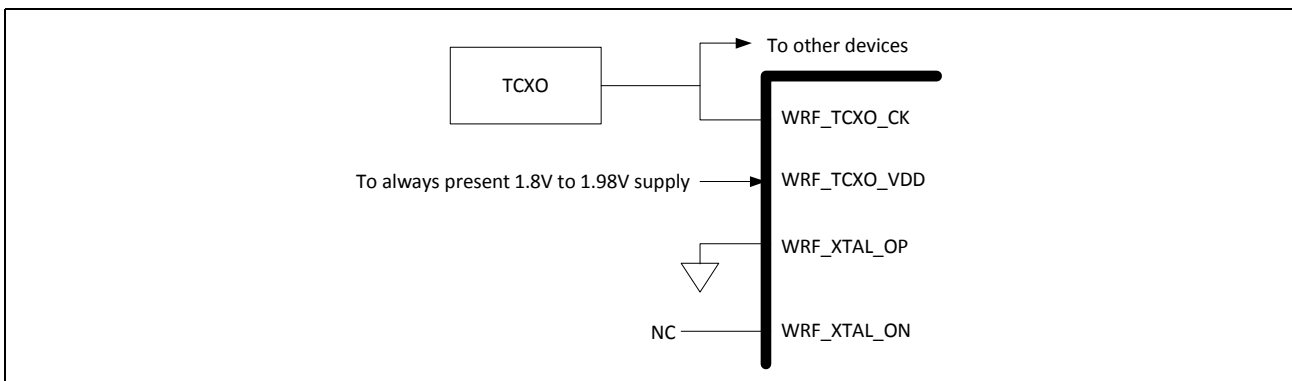 To other devices
TCXO
WRF_TCXO_CK
To always present 1.8V to 1.98V supply
WRF_TCXO_VDD
WRF_XTAL_OP
NC
WRF_XTAL_ON